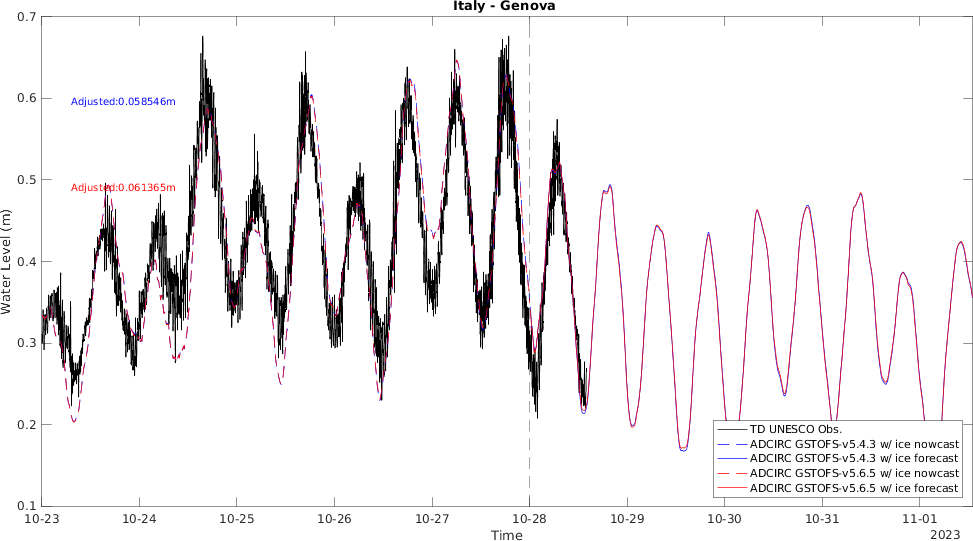 Italy - Genova
0.7
0.6
0.5
0.4
0.3
0.2
0.1
Water Level (m)
Adjusted:0.058546m
Adjusted:0.061365m
TD UNESCO Obs.
ADCIRC GSTOFS-v5.4.3 w/ ice nowcast
ADCIRC GSTOFS-v5.4.3 w/ ice forecast
ADCIRC GSTOFS-v5.6.5 w/ ice nowcast
ADCIRC GSTOFS-v5.6.5 w/ ice forecast
10-23 10-24 10-25 10-26 10-27 10-28 10-29 10-30 10-31 11-01
Time
2023